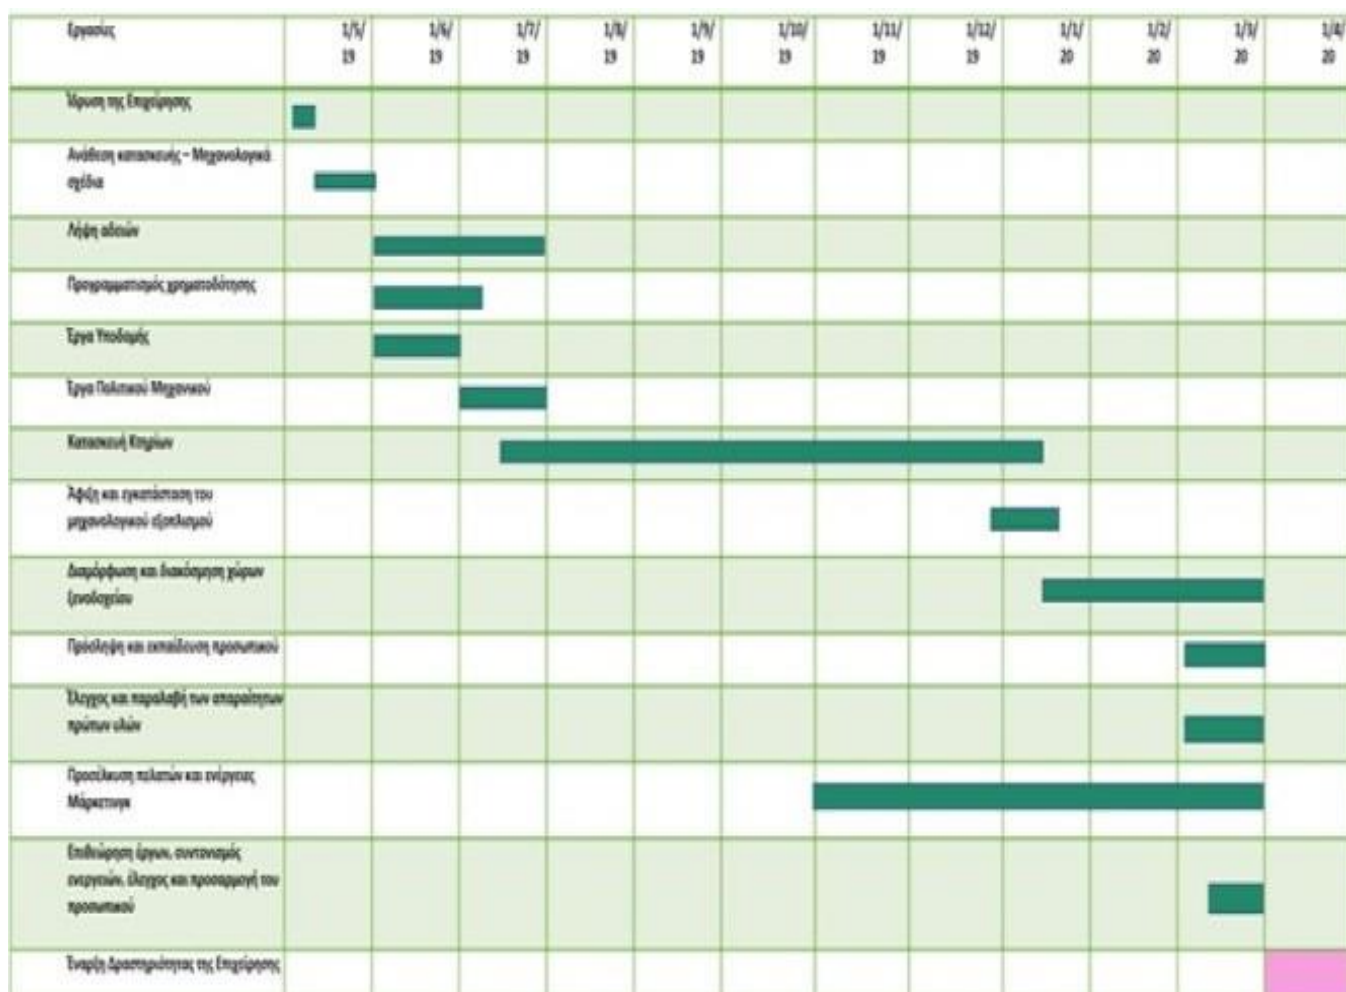 Εργασίες 1/5/ 1/6/ 1/7/ 1/8/ 1/9/ 1/10/ 1/11/ 1/12/ 1/1/ 1/2/ 1/3/ 1/4/
19 19 19 19 19 19 19 19 20 20 20 20
Ίδρυση της Επιχείρησης
Ανάθεση κατασκευής – Μηχανολογικά
σχέδια
Λήψη αδειών
Προγραμματισμός χρηματοδότησης
Έργα Υποδομής
Έργα Πολιτικού Μηχανικού
Κατασκευή Κτηρίων
Άφιξη και εγκατάσταση του
μηχανολογικού εξοπλισμού
Διαμόρφωση και διακόσμηση χώρων
ξενοδοχείου
Πρόσληψη και εκπαίδευση προσωπικού
Έλεγχος και παραλαβή των απαραίτητων
πρώτων υλών
Προσέλκυση πελατών και ενέργειες
Μάρκετινγκ
Επιθεώρηση έργων, συντονισμός
ενεργειών, έλεγχος και προσαρμογή του
προσωπικού
Έναρξη Δραστηριότητας της Επιχείρησης